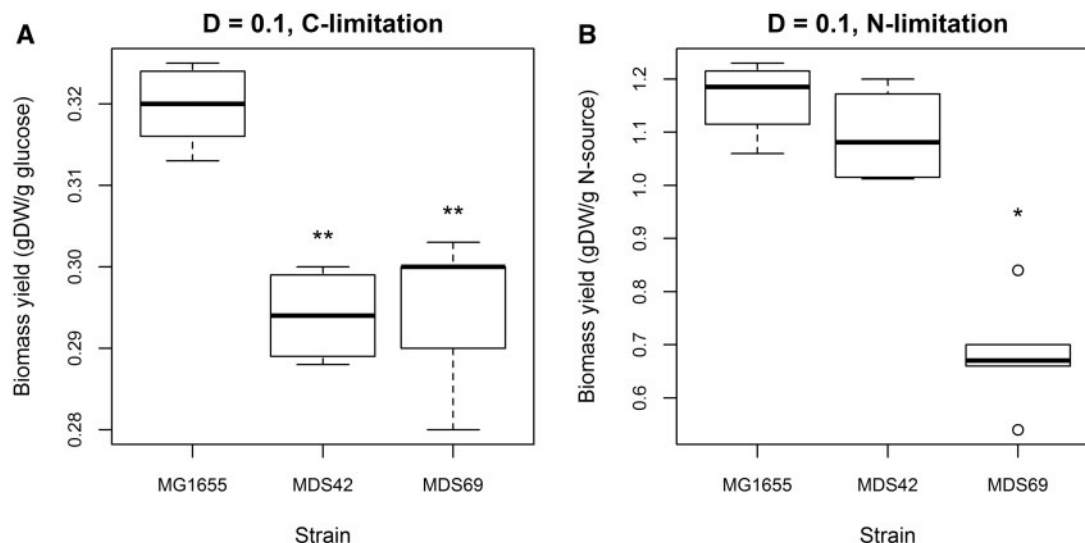 A
D = 0.1, C-limitation
Biomass yield (gDW/g glucose)
0.32
0.31
0.30
0.29
0.28
**
**
MG1655
MDS42
MDS69
Strain
B
D = 0.1, N-limitation
Biomass yield (gDW/g N-source)
1.2
1.1
1.0
0.9
0.8
0.7
0.6
*
MG1655
MDS42
MDS69
Strain